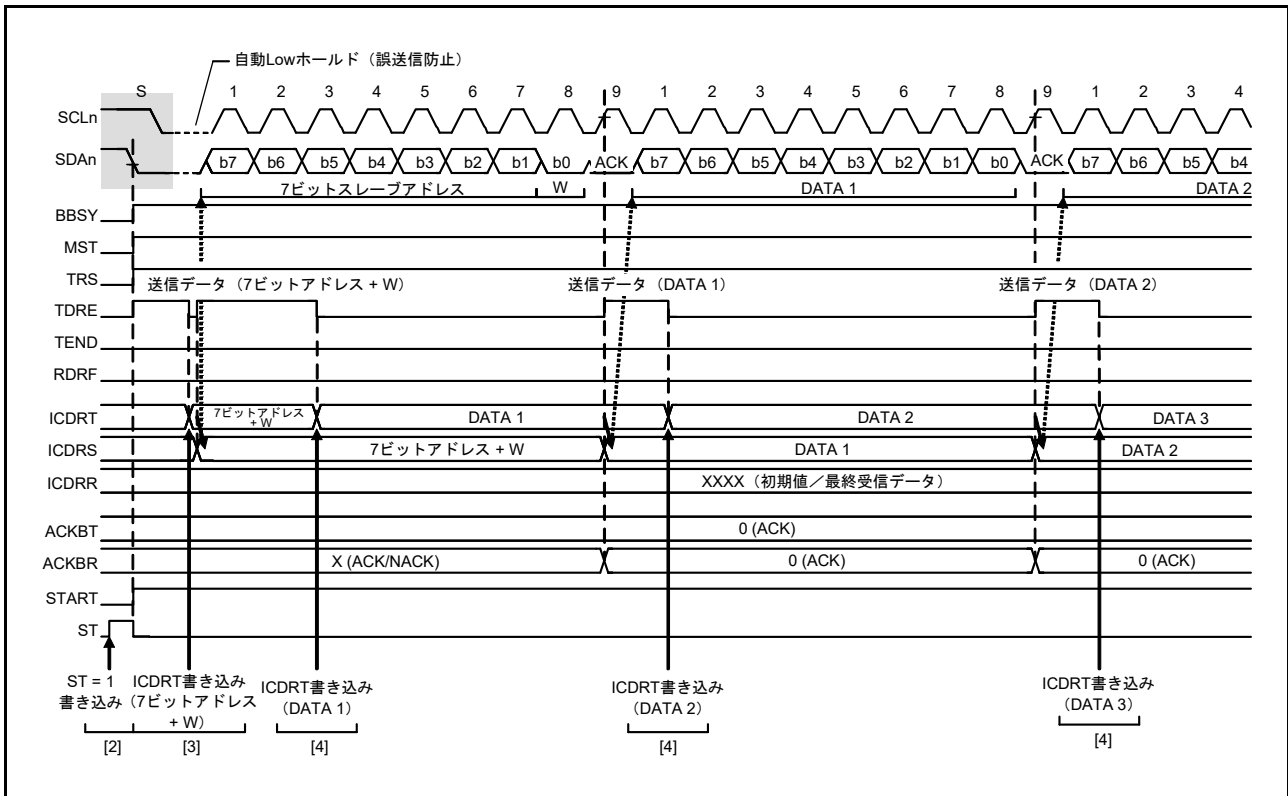 自動Lowホールド（誤送信防止）
S 1 2 3 4 5 6 7 8 9 1 2 3 4 5 6 7 8 9 1 2 3 4
SCLn
SDAn b7 b6 b5 b4 b3 b2 b1 b0 ACK b7 b6 b5 b4 b3 b2 b1 b0 ACK b7 b6 b5 b4
7ビットスレーブアドレス W DATA 1 DATA 2
BBSY
MST
TRS
送信データ（7ビットアドレス + W） 送信データ（DATA 1） 送信データ（DATA 2）
TDRE
TEND
RDRF
ICDRT 7ビットアドレス + W DATA 1 DATA 2 DATA 3
ICDRS 7ビットアドレス + W DATA 1 DATA 2
ICDRR XXXX（初期値／最終受信データ）
ACKBT 0 (ACK)
ACKBR X (ACK/NACK) 0 (ACK) 0 (ACK)
START
ST
ST = 1
書き込み
ICDRT書き込み
（7ビットアドレス
+ W）
ICDRT書き込み
（DATA 1）
ICDRT書き込み
（DATA 2）
ICDRT書き込み
（DATA 3）
[2] [3] [4] [4] [4]